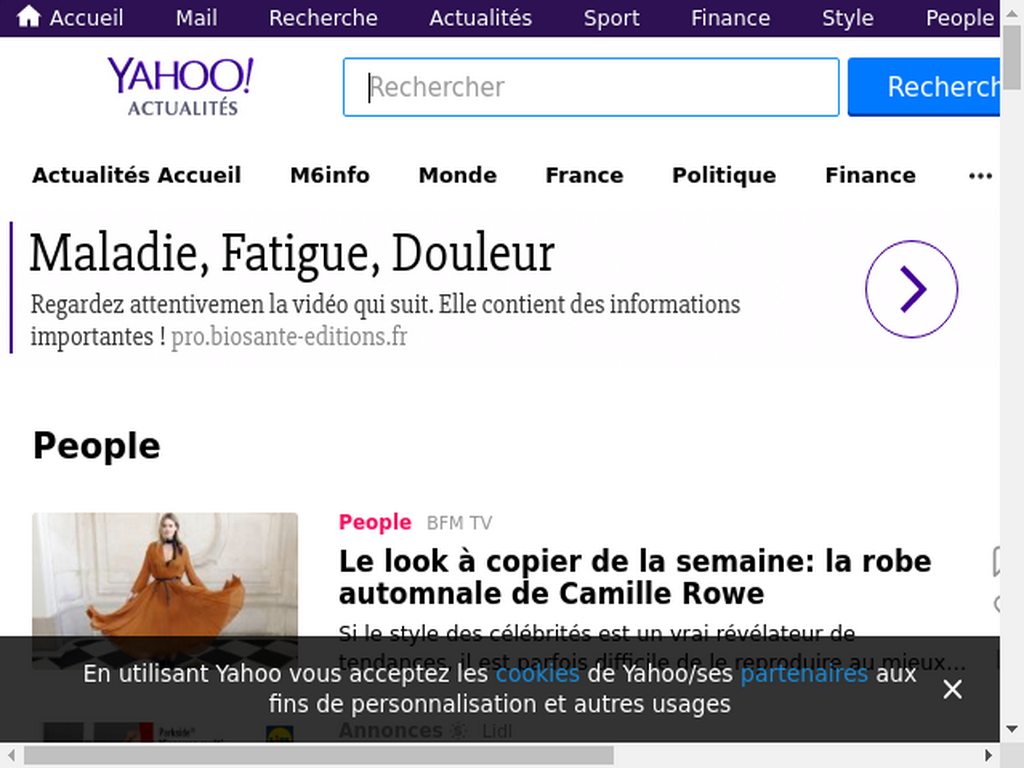 Accueil Mail Recherche Actualités Sport Finance Style People
YAHOO!
ACTUALITÉS
Rechercher
Recherch
Actualités Accueil M6info Monde France Politique Finance ...
Maladie, Fatigue, Douleur
Regardez attentivemen la vidéo qui suit. Elle contient des informations
importantes ! pro.biosante-editions.fr
People
People BFM TV
Le look à copier de la semaine: la robe
automnale de Camille Rowe
Si le style des célébrités est un vrai révélateur de
tendances, il est parfois difficile de le reproduire au mieux...
En utilisant Yahoo vous acceptez les cookies de Yahoo/ses partenaires aux
fins de personnalisation et autres usages
Parkside®
Annonces Lidl